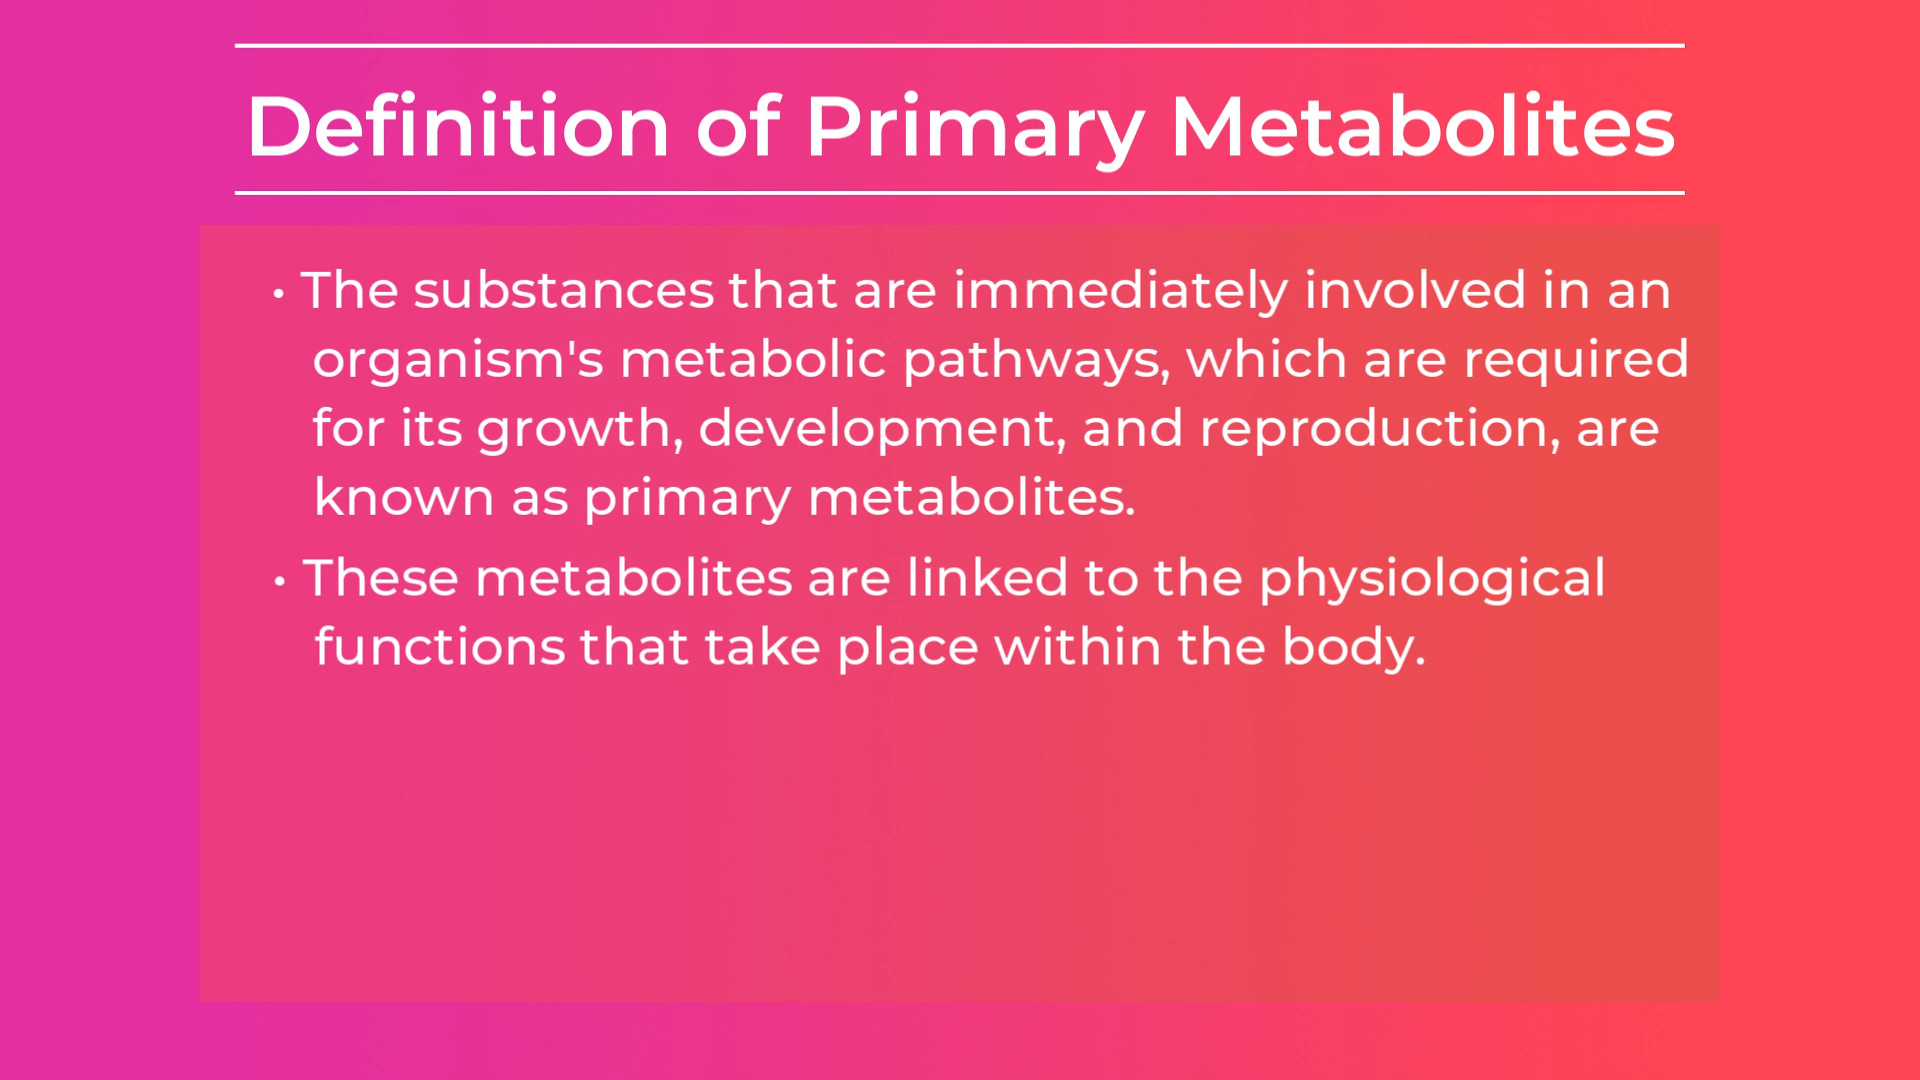 Definition of Primary Metabolites
• The substances that are immediately involved in an
organism's metabolic pathways, which are required
for its growth, development, and reproduction, are
known as primary metabolites.
• These metabolites are linked to the physiological
functions that take place within the body.